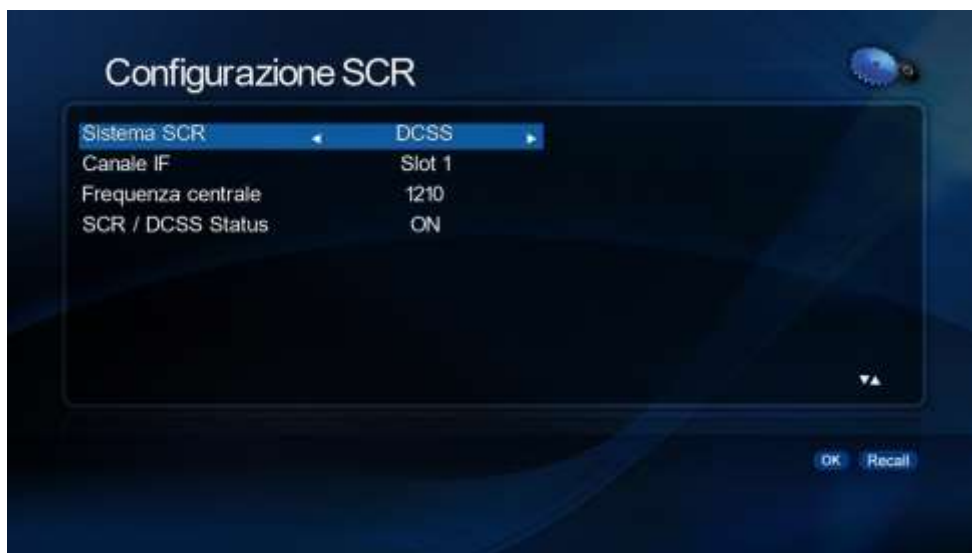 Configurazione SCR
Sistema SCR ◄ DCSS ►
Canale IF Slot 1
Frequenza centrale 1210
SCR / DCSS Status ON
▼▲
OK Recall